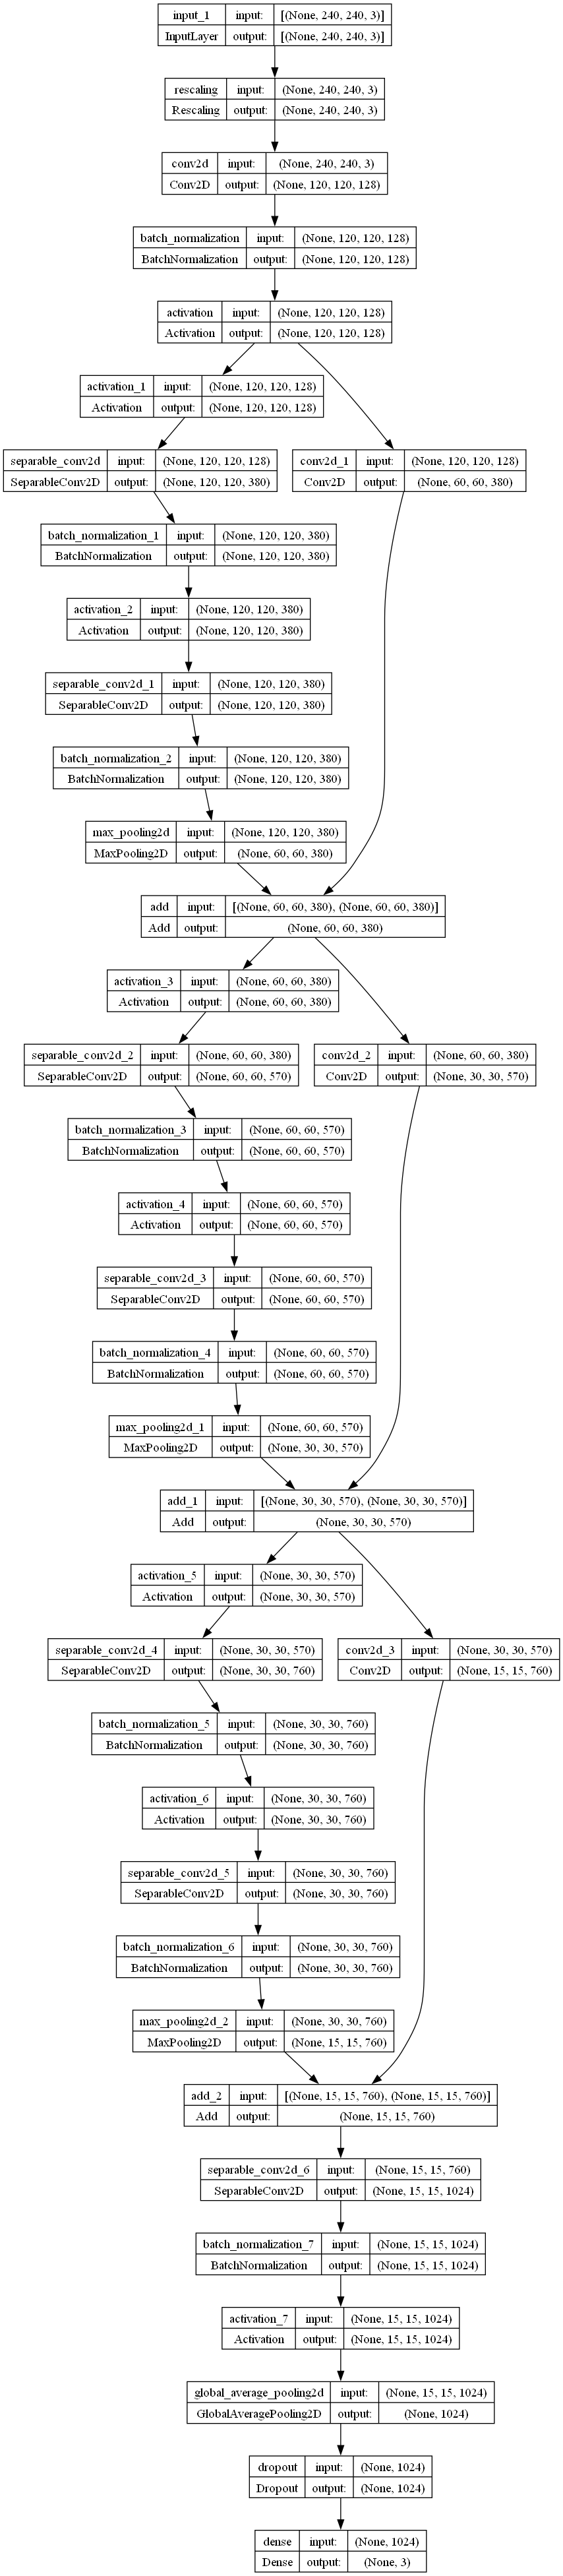 input_1 input: [(None, 240, 240, 3)]
InputLayer output: [(None, 240, 240, 3)]
rescaling input: (None, 240, 240, 3)
Rescaling output: (None, 240, 240, 3)
conv2d input: (None, 240, 240, 3)
Conv2D output: (None, 120, 120, 128)
batch_normalization input: (None, 120, 120, 128)
BatchNormalization output: (None, 120, 120, 128)
activation input: (None, 120, 120, 128)
Activation output: (None, 120, 120, 128)
activation_1 input: (None, 120, 120, 128)
Activation output: (None, 120, 120, 128)
separable_conv2d input: (None, 120, 120, 128)
SeparableConv2D output: (None, 120, 120, 380)
conv2d_1 input: (None, 120, 120, 128)
Conv2D output: (None, 60, 60, 380)
batch_normalization_1 input: (None, 120, 120, 380)
BatchNormalization output: (None, 120, 120, 380)
activation_2 input: (None, 120, 120, 380)
Activation output: (None, 120, 120, 380)
separable_conv2d_1 input: (None, 120, 120, 380)
SeparableConv2D output: (None, 120, 120, 380)
batch_normalization_2 input: (None, 120, 120, 380)
BatchNormalization output: (None, 120, 120, 380)
max_pooling2d input: (None, 120, 120, 380)
MaxPooling2D output: (None, 60, 60, 380)
add input: [(None, 60, 60, 380), (None, 60, 60, 380)]
Add output: (None, 60, 60, 380)
activation_3 input: (None, 60, 60, 380)
Activation output: (None, 60, 60, 380)
separable_conv2d_2 input: (None, 60, 60, 380)
SeparableConv2D output: (None, 60, 60, 570)
conv2d_2 input: (None, 60, 60, 380)
Conv2D output: (None, 30, 30, 570)
batch_normalization_3 input: (None, 60, 60, 570)
BatchNormalization output: (None, 60, 60, 570)
activation_4 input: (None, 60, 60, 570)
Activation output: (None, 60, 60, 570)
separable_conv2d_3 input: (None, 60, 60, 570)
SeparableConv2D output: (None, 60, 60, 570)
batch_normalization_4 input: (None, 60, 60, 570)
BatchNormalization output: (None, 60, 60, 570)
max_pooling2d_1 input: (None, 60, 60, 570)
MaxPooling2D output: (None, 30, 30, 570)
add_1 input: [(None, 30, 30, 570), (None, 30, 30, 570)]
Add output: (None, 30, 30, 570)
activation_5 input: (None, 30, 30, 570)
Activation output: (None, 30, 30, 570)
separable_conv2d_4 input: (None, 30, 30, 570)
SeparableConv2D output: (None, 30, 30, 760)
conv2d_3 input: (None, 30, 30, 570)
Conv2D output: (None, 15, 15, 760)
batch_normalization_5 input: (None, 30, 30, 760)
BatchNormalization output: (None, 30, 30, 760)
activation_6 input: (None, 30, 30, 760)
Activation output: (None, 30, 30, 760)
separable_conv2d_5 input: (None, 30, 30, 760)
SeparableConv2D output: (None, 30, 30, 760)
batch_normalization_6 input: (None, 30, 30, 760)
BatchNormalization output: (None, 30, 30, 760)
max_pooling2d_2 input: (None, 30, 30, 760)
MaxPooling2D output: (None, 15, 15, 760)
add_2 input: [(None, 15, 15, 760), (None, 15, 15, 760)]
Add output: (None, 15, 15, 760)
separable_conv2d_6 input: (None, 15, 15, 760)
SeparableConv2D output: (None, 15, 15, 1024)
batch_normalization_7 input: (None, 15, 15, 1024)
BatchNormalization output: (None, 15, 15, 1024)
activation_7 input: (None, 15, 15, 1024)
Activation output: (None, 15, 15, 1024)
global_average_pooling2d input: (None, 15, 15, 1024)
GlobalAveragePooling2D output: (None, 1024)
dropout input: (None, 1024)
Dropout output: (None, 1024)
dense input: (None, 1024)
Dense output: (None, 3)